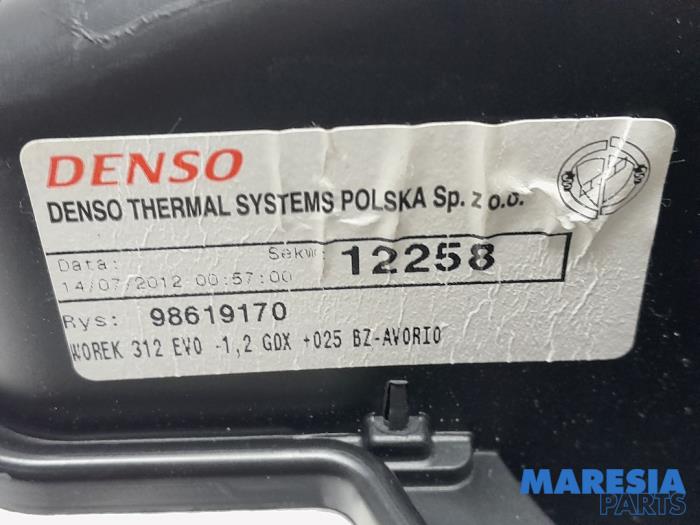 DENSO
DENSO THERMAL SYSTEMS POLSKA Sp. z o.o.
Data: Sekw: 12258
14/07/2012 00:57:00
Rys: 98619170
WOREK 312 EVO -1,2 GDX +025 BZ-AVORIO
MARESIA
PARTS